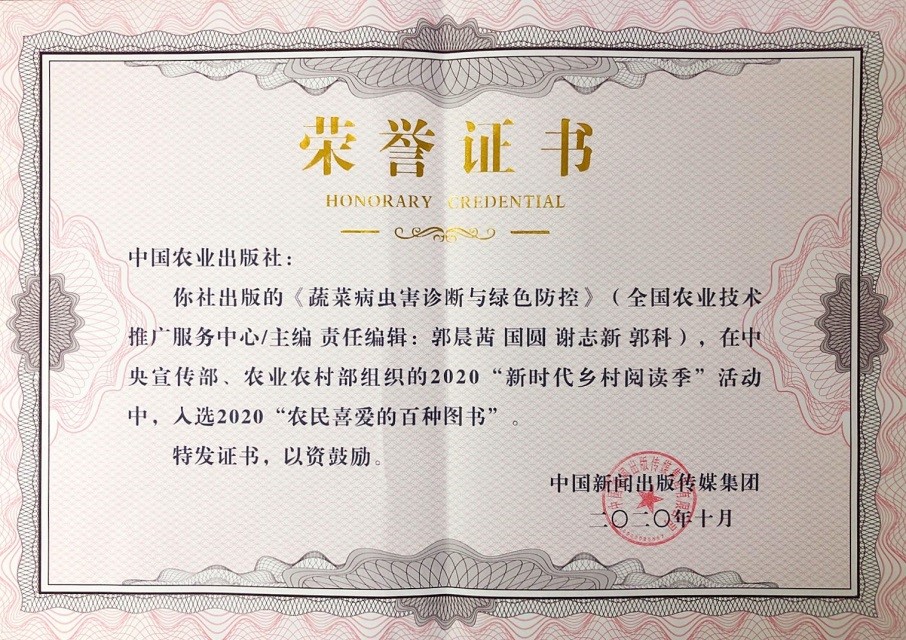 荣誉证书
HONORARY CREDENTIAL
中国农业出版社：
你社出版的《蔬菜病虫害诊断与绿色防控》（全国农业技术
推广服务中心/主编 责任编辑：郭晨茜 国圆 谢志新 郭科），在中
央宣传部、农业农村部组织的2020“新时代乡村阅读季”活动
中，入选2020“农民喜爱的百种图书”。
特发证书，以资鼓励。
中国新闻出版传媒集团
二〇二〇年十月